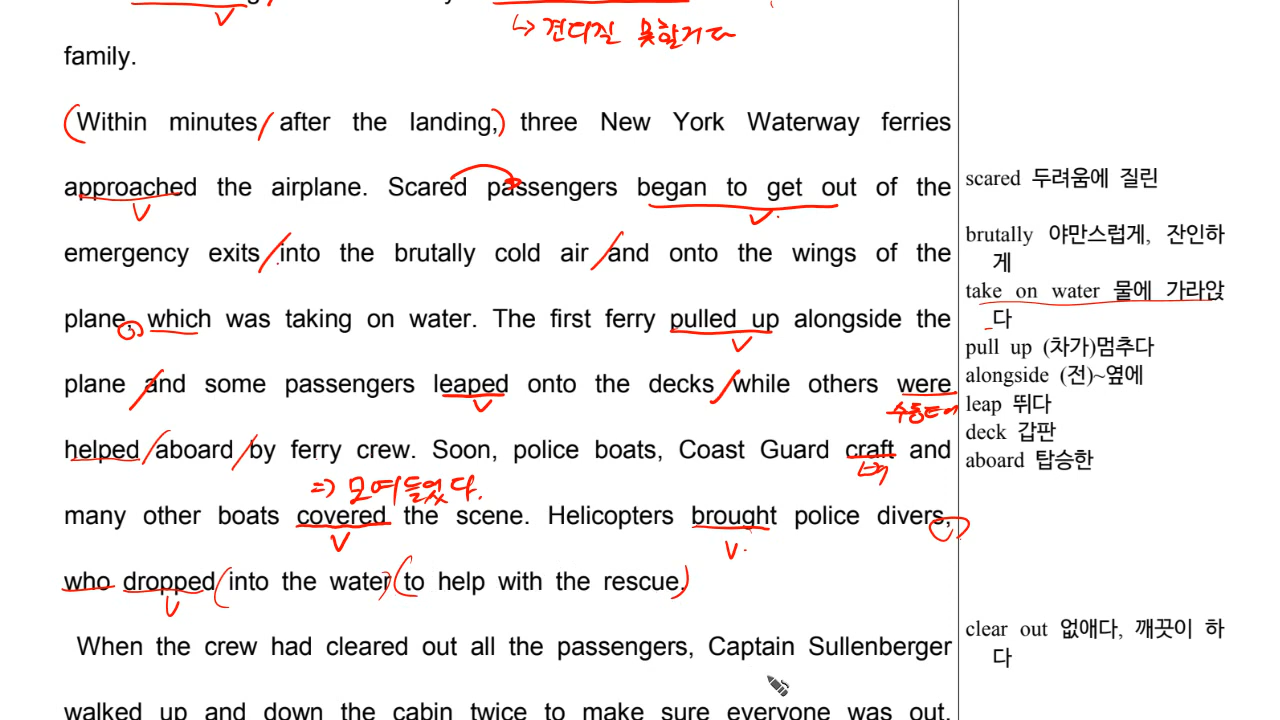 ↳ 견디질 못할거다
family.
(Within minutes / after the landing,) three New York Waterway ferries
approached the airplane. Scared passengers began to get out of the
emergency exits / into the brutally cold air / and onto the wings of the
plane, which was taking on water. The first ferry pulled up alongside the
plane / and some passengers leaped onto the decks / while others were
수동태
helped / aboard / by ferry crew. Soon, police boats, Coast Guard craft and
배
=> 모여들었다.
many other boats covered the scene. Helicopters brought police divers,
who dropped (into the water) (to help with the rescue.)
When the crew had cleared out all the passengers, Captain Sullenberger
walked up and down the cabin twice to make sure everyone was out.
scared 두려움에 질린
brutally 야만스럽게, 잔인하
게
take on water 물에 가라앉
다
pull up (차가)멈추다
alongside (전)~옆에
leap 뛰다
deck 갑판
aboard 탑승한
clear out 없애다, 깨끗이 하
다